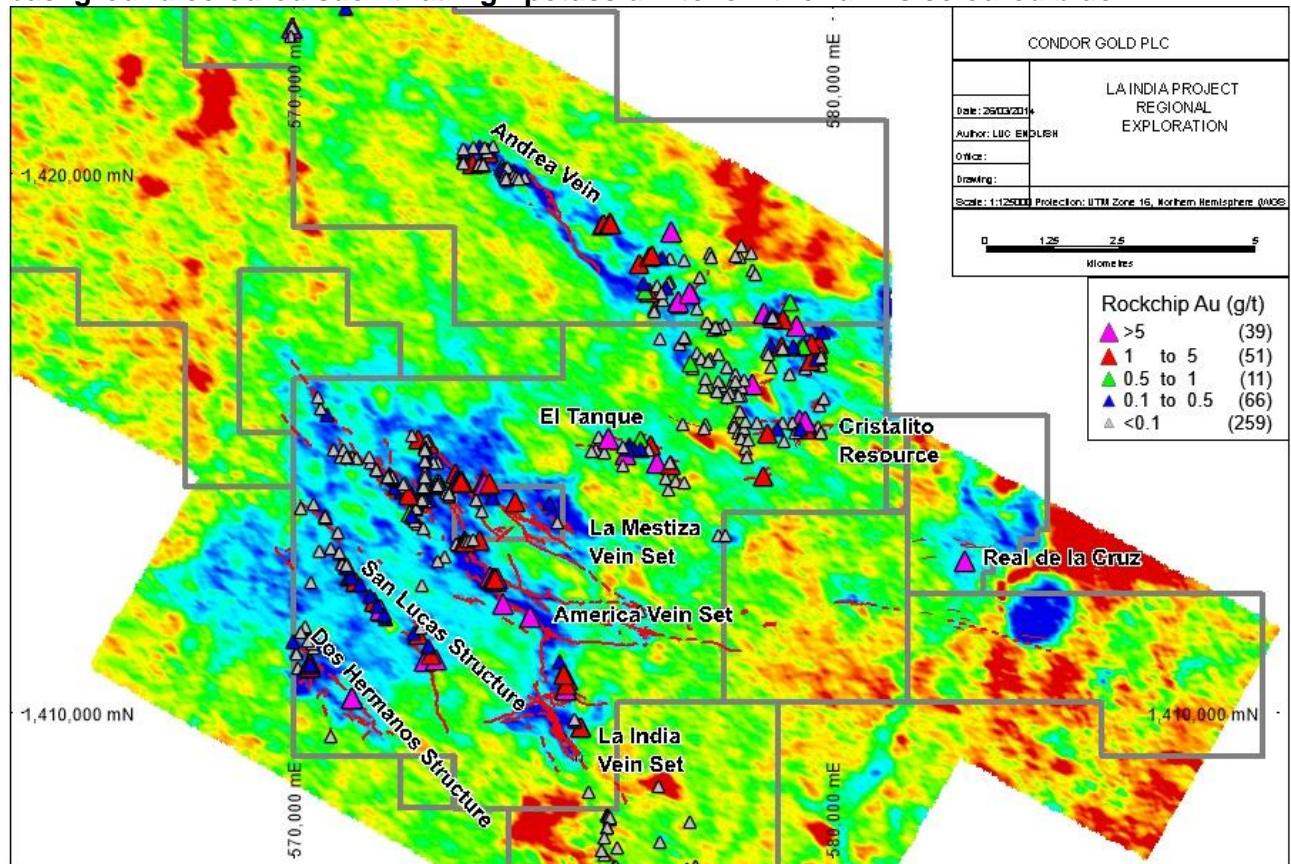 CONDOR GOLD PLC
LA INDIA PROJECT
REGIONAL
EXPLORATION
Date: 26/03/2014
Author: LUC ENGLISH
Office:
Drawing:
Scale: 1:125000 Projection: UTM Zone 16, Northern Hemisphere (WGS
0 1.25 2.5 5
kilometres
Rockchip Au (g/t)
>5 (39)
1 to 5 (51)
0.5 to 1 (11)
0.1 to 0.5 (66)
<0.1 (259)
570,000 mE
580,000 mE
1,420,000 mN
Andrea Vein
El Tanque
Cristalito
Resource
La Mestiza
Vein Set
Real de la Cruz
San Lucas Structure
America Vein Set
Dos Hermanos Structure
La India
Vein Set
1,410,000 mN
1,410,000 mN
570,000 mE
580,000 mE